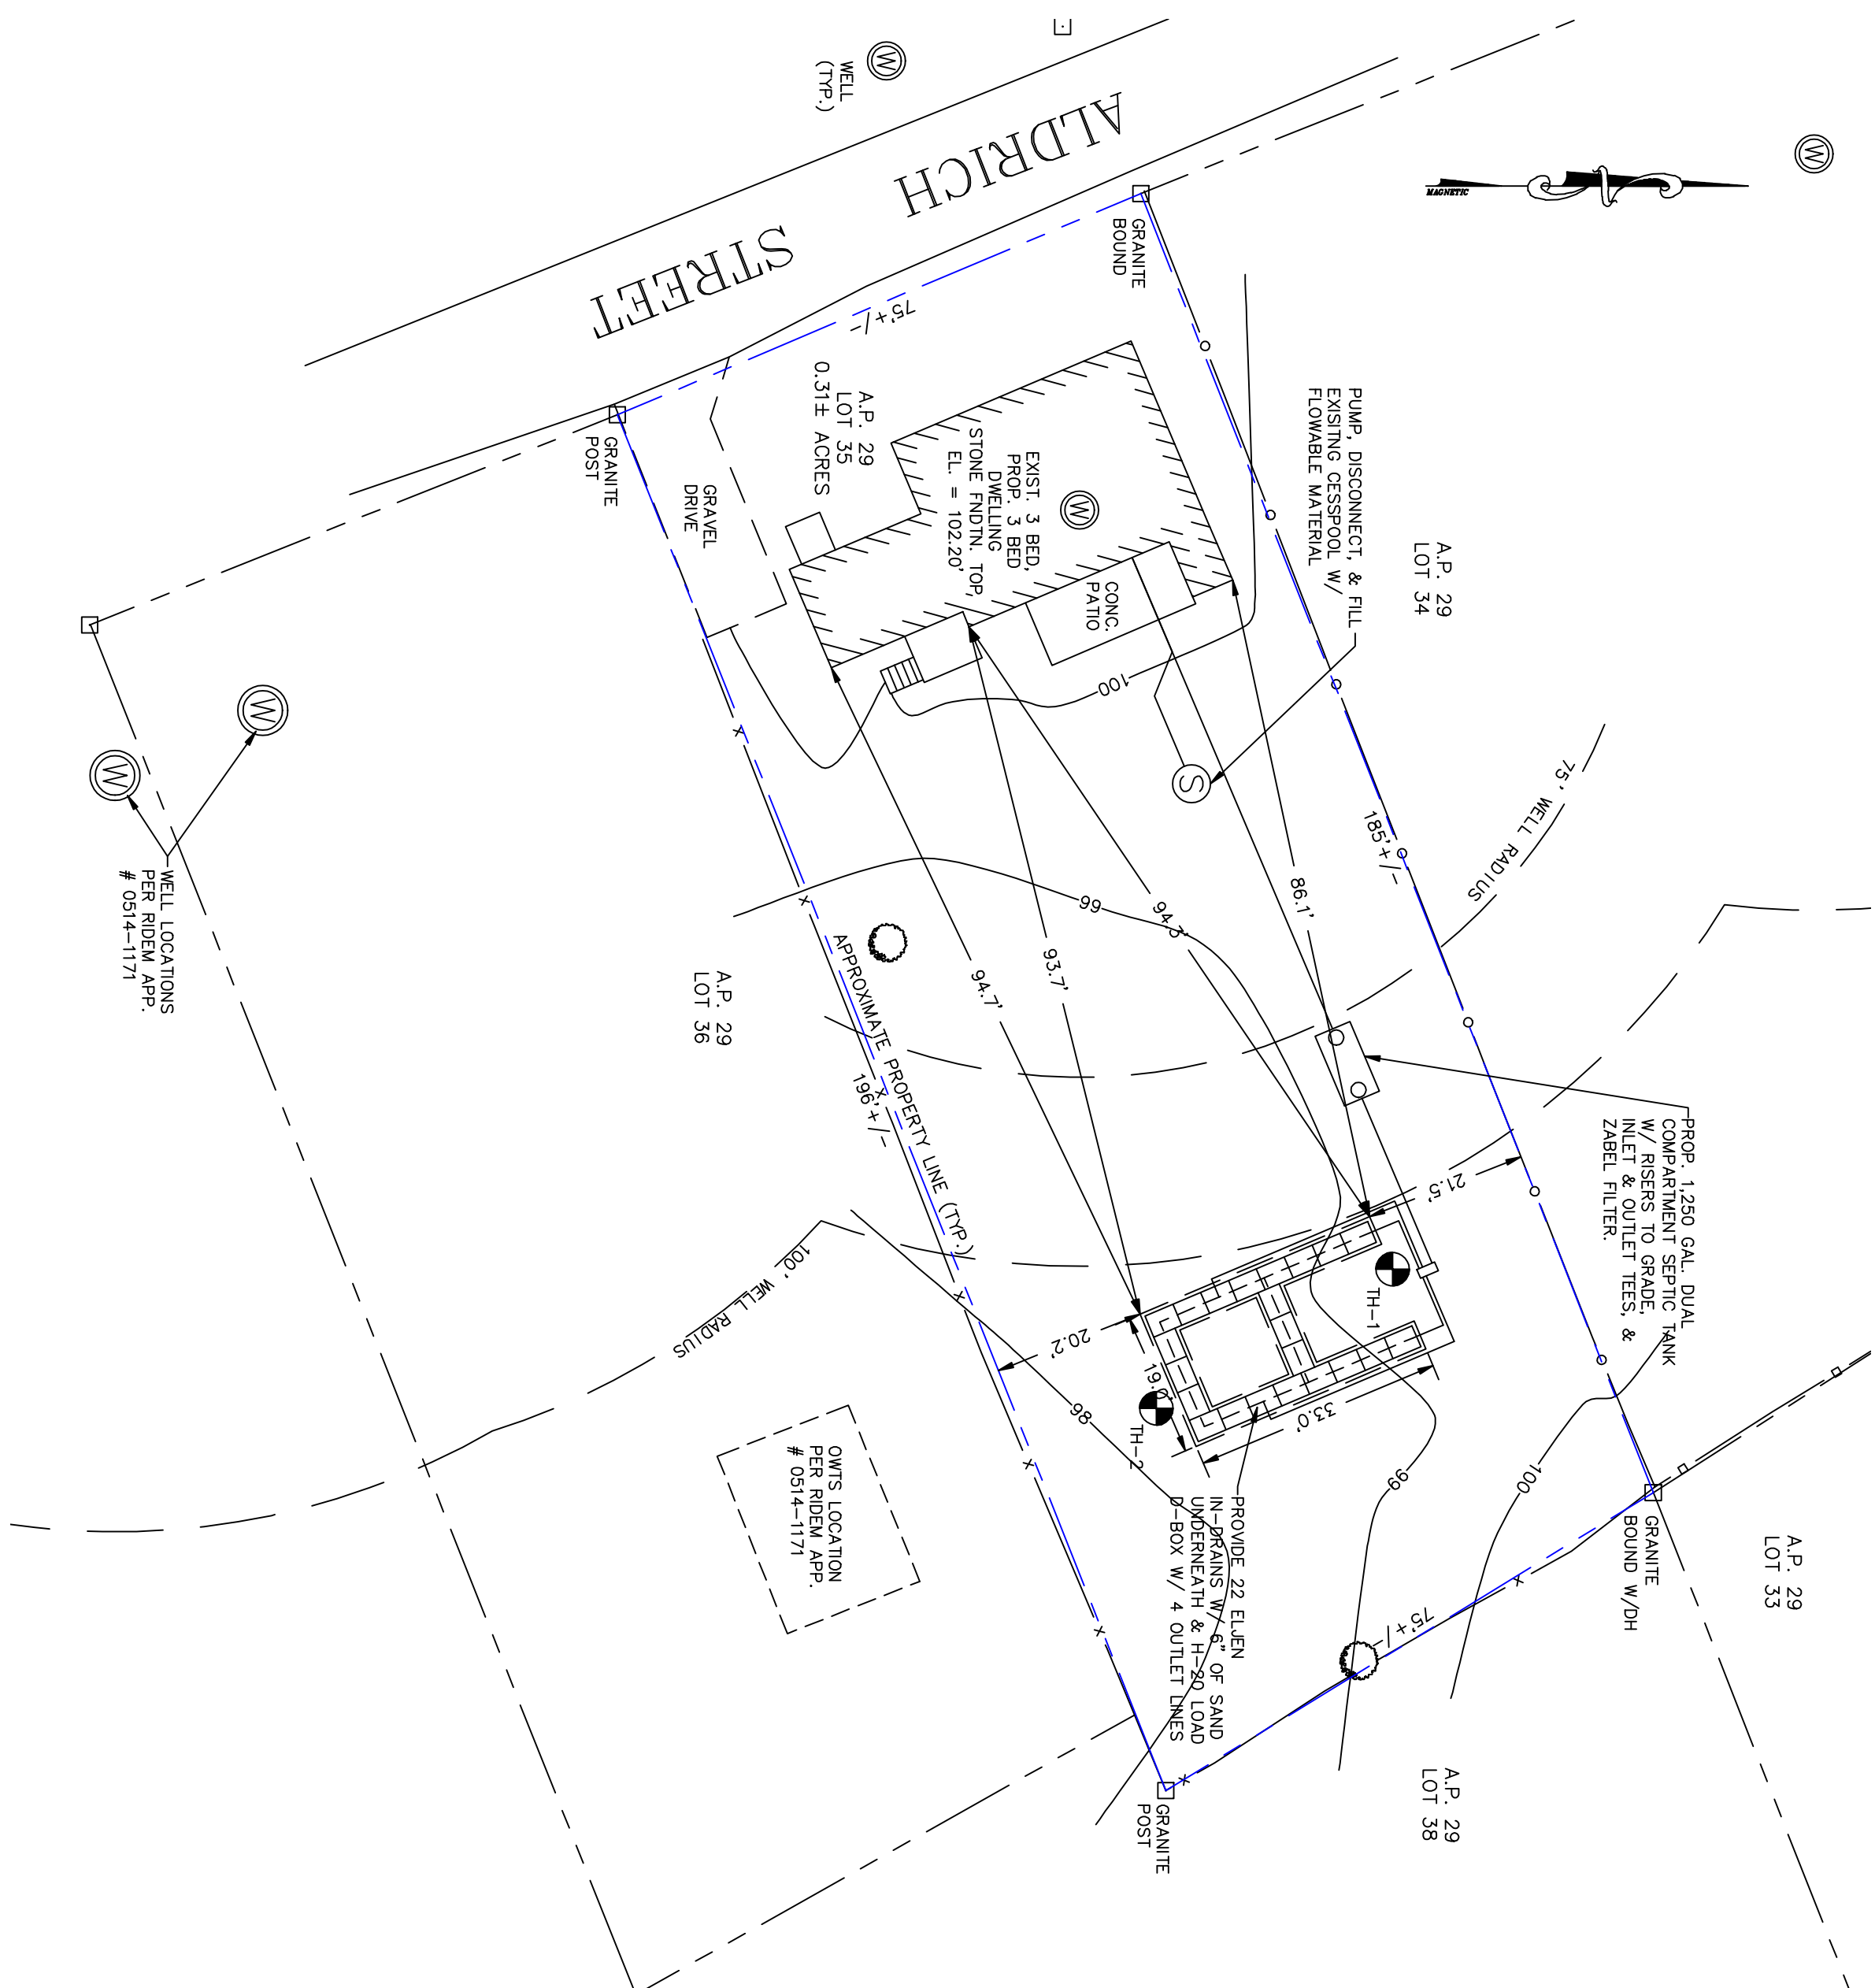 WELL
(TYP.)
ALDRICH
STREET
MAGNETIC
W
W
GRANITE
BOUND
75'+/-
GRANITE
POST
A.P. 29
LOT 35
0.31± ACRES
GRAVEL
DRIVE
EXIST. 3 BED,
PROP. 3 BED
DWELLING
STONE FNDTN. TOP
EL. = 102.20'
W
CONC.
PATIO
PUMP, DISCONNECT, & FILL
EXISITNG CESSPOOL W/
FLOWABLE MATERIAL
A.P. 29
LOT 34
100
S
75' WELL RADIUS
185'+/-
86.1'
94.3'
93.7'
94.7'
99
W
W
WELL LOCATIONS
PER RIDEM APP.
# 0514-1171
A.P. 29
LOT 36
APPROXIMATE PROPERTY LINE (TYP.)
196'+/-
PROP. 1,250 GAL. DUAL
COMPARTMENT SEPTIC TANK
W/ RISERS TO GRADE,
INLET & OUTLET TEES, &
ZABEL FILTER.
21.5'
TH-1
20.2'
19.0'
33.0'
TH-2
100' WELL RADIUS
98
99
100
OWTS LOCATION
PER RIDEM APP.
# 0514-1171
PROVIDE 22 ELJEN
IN-DRAINS W/ 6" OF SAND
UNDERNEATH & H-20 LOAD
D-BOX W/ 4 OUTLET LINES
GRANITE
BOUND W/DH
A.P. 29
LOT 33
75'+/-
A.P. 29
LOT 38
GRANITE
POST